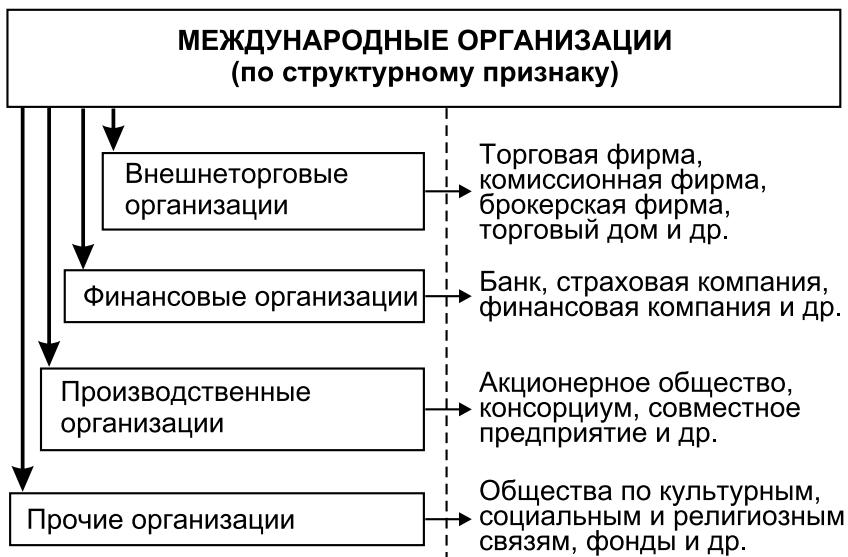 МЕЖДУНАРОДНЫЕ ОРГАНИЗАЦИИ
(по структурному признаку)
Внешнеторговые
организации
Торговая фирма,
комиссионная фирма,
брокерская фирма,
торговый дом и др.
Финансовые организации
Банк, страховая компания,
финансовая компания и др.
Производственные
организации
Акционерное общество,
консорциум, совместное
предприятие и др.
Прочие организации
Общества по культурным,
социальным и религиозным
связям, фонды и др.